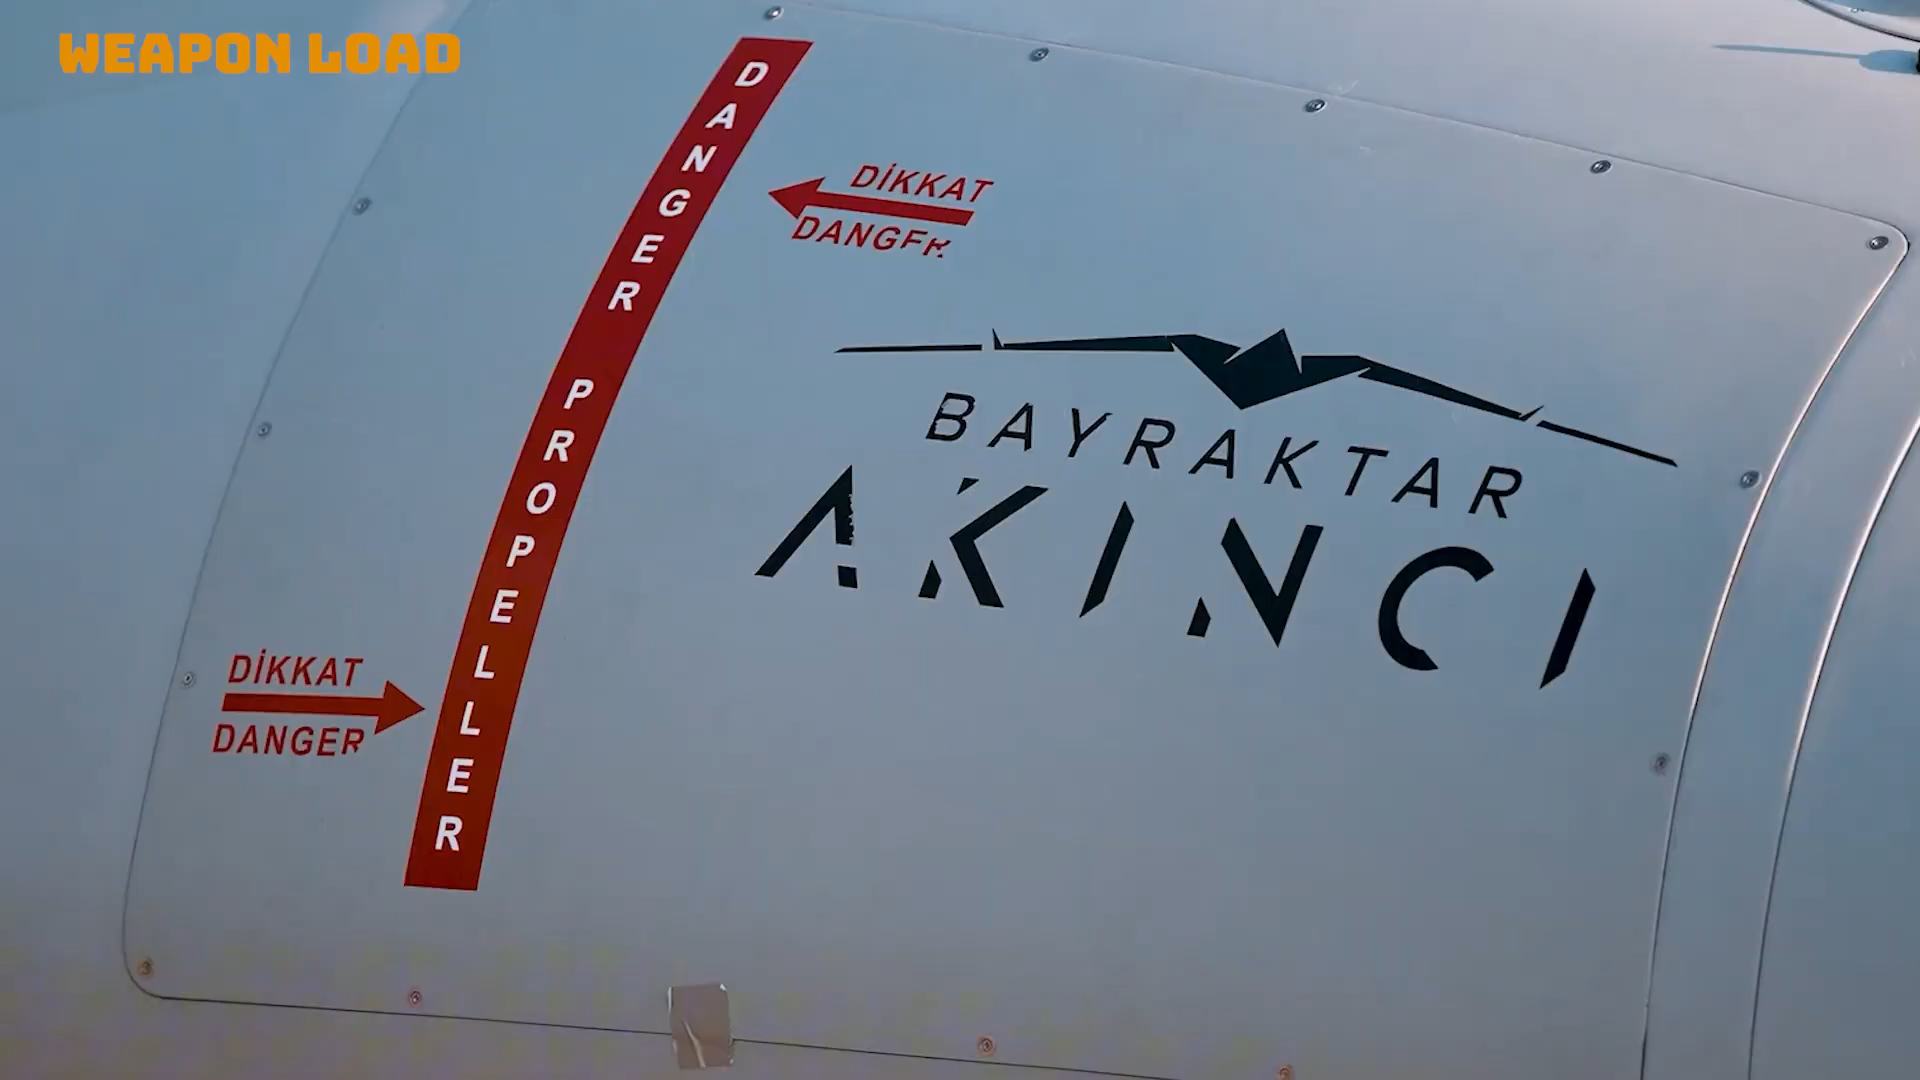 WEAPON LOAD
DANGER PROPELLER
DİKKAT
DANGER
BAYRAKTAR
AKINCI
DİKKAT
DANGER